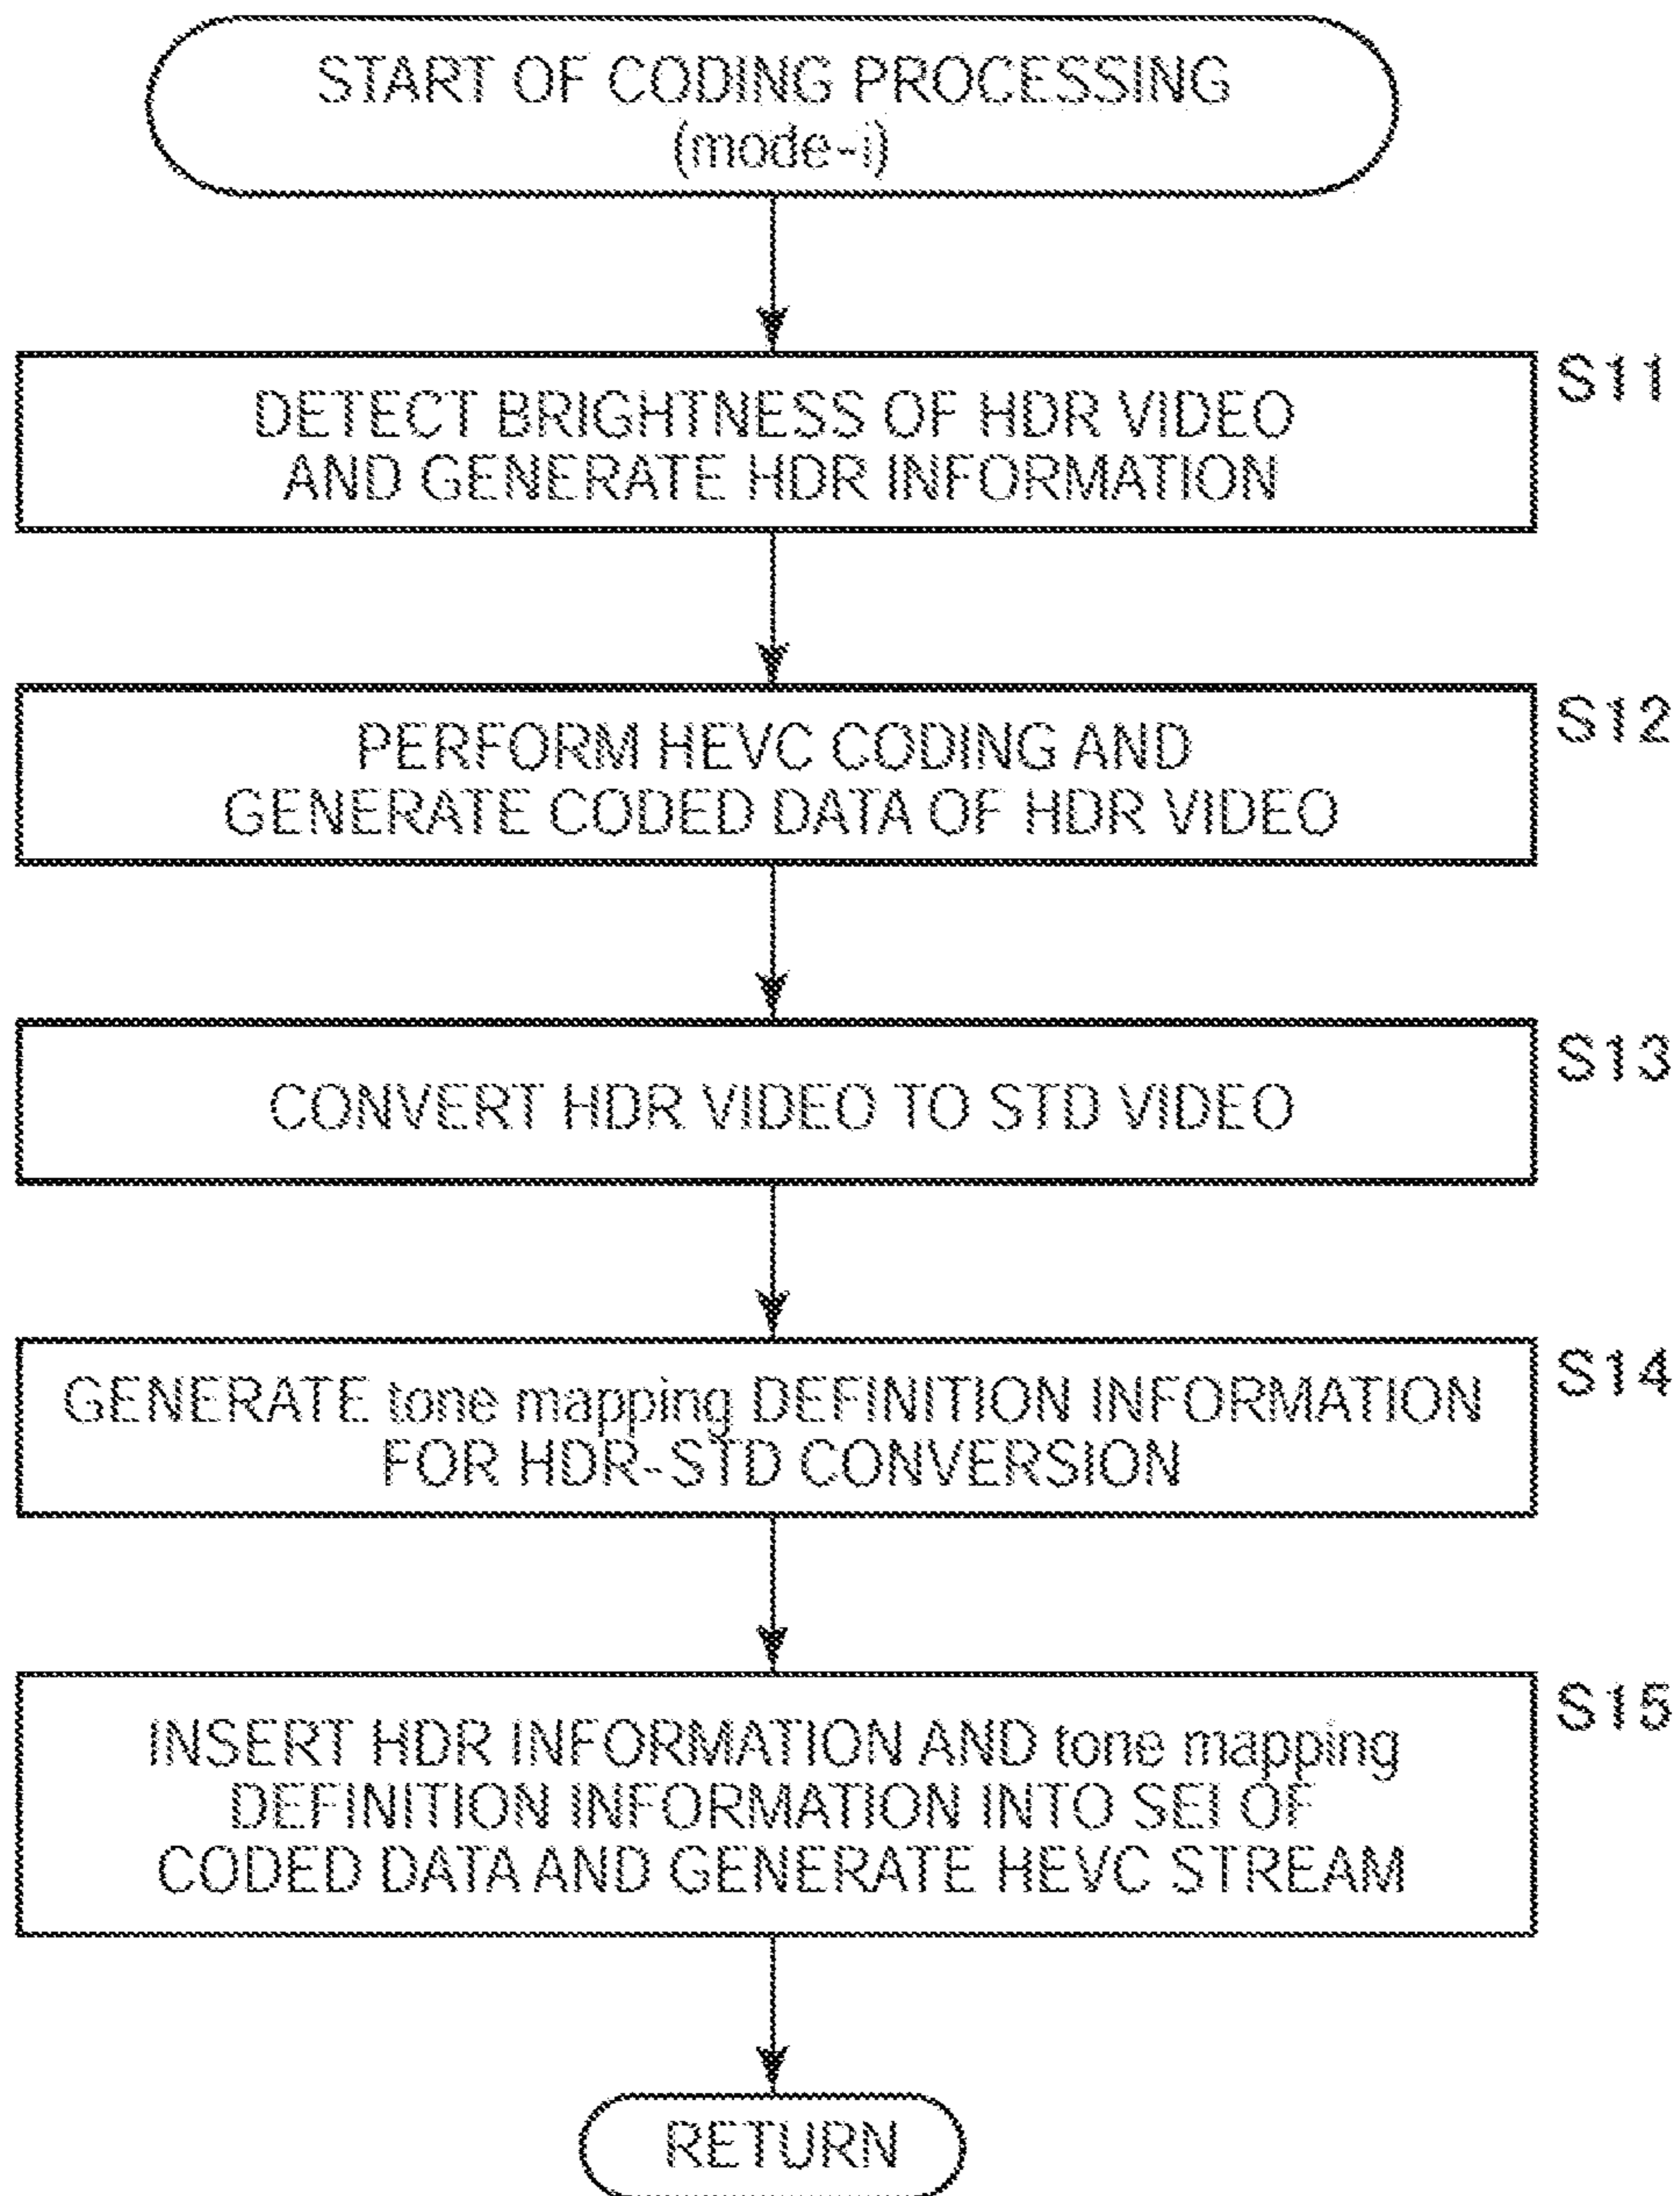 START OF CODING PROCESSING
(mode-i)
S11
DETECT BRIGHTNESS OF HDR VIDEO
AND GENERATE HDR INFORMATION
S12
PERFORM HEVC CODING AND
GENERATE CODED DATA OF HDR VIDEO
S13
CONVERT HDR VIDEO TO STD VIDEO
S14
GENERATE tone mapping DEFINITION INFORMATION
FOR HDR-STD CONVERSION
S15
INSERT HDR INFORMATION AND tone mapping
DEFINITION INFORMATION INTO SEI OF
CODED DATA AND GENERATE HEVC STREAM
RETURN